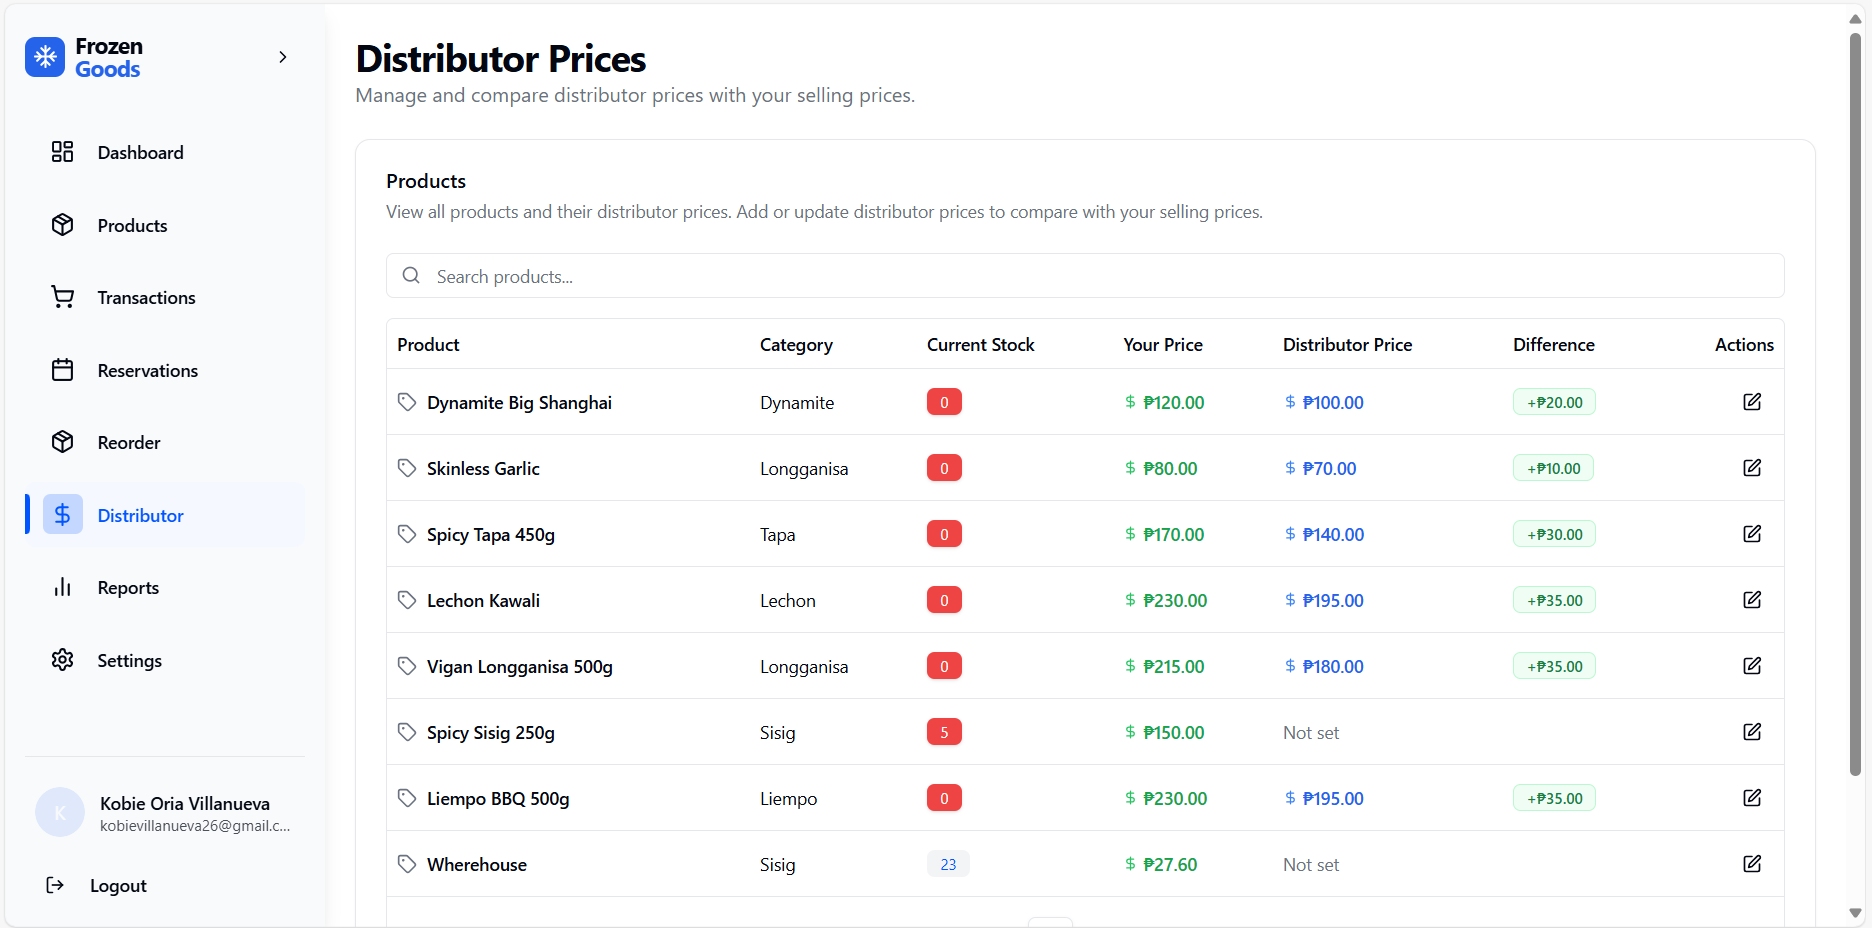 Frozen
Goods
Dashboard
Products
Transactions
Reservations
Reorder
Distributor
Reports
Settings
K
Kobie Oria Villanueva
kobievillanueva26@gmail.c...
Logout
Distributor Prices
Manage and compare distributor prices with your selling prices.
Products
View all products and their distributor prices. Add or update distributor prices to compare with your selling prices.
Search products...
Product Category Current Stock Your Price Distributor Price Difference Actions
Dynamite Big Shanghai Dynamite 0 $ ₱120.00 $ ₱100.00 +₱20.00
Skinless Garlic Longganisa 0 $ ₱80.00 $ ₱70.00 +₱10.00
Spicy Tapa 450g Tapa 0 $ ₱170.00 $ ₱140.00 +₱30.00
Lechon Kawali Lechon 0 $ ₱230.00 $ ₱195.00 +₱35.00
Vigan Longganisa 500g Longganisa 0 $ ₱215.00 $ ₱180.00 +₱35.00
Spicy Sisig 250g Sisig 5 $ ₱150.00 Not set
Liempo BBQ 500g Liempo 0 $ ₱230.00 $ ₱195.00 +₱35.00
Wherehouse Sisig 23 $ ₱27.60 Not set